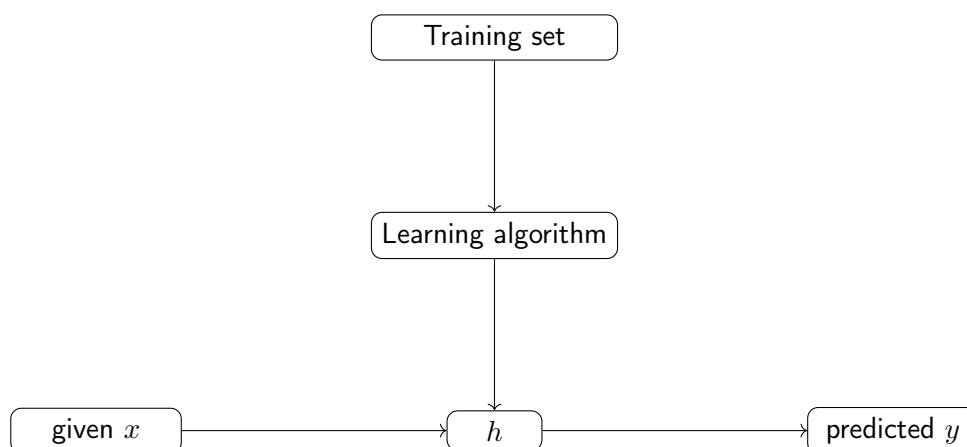 Training set
Learning algorithm
given x
h
predicted y